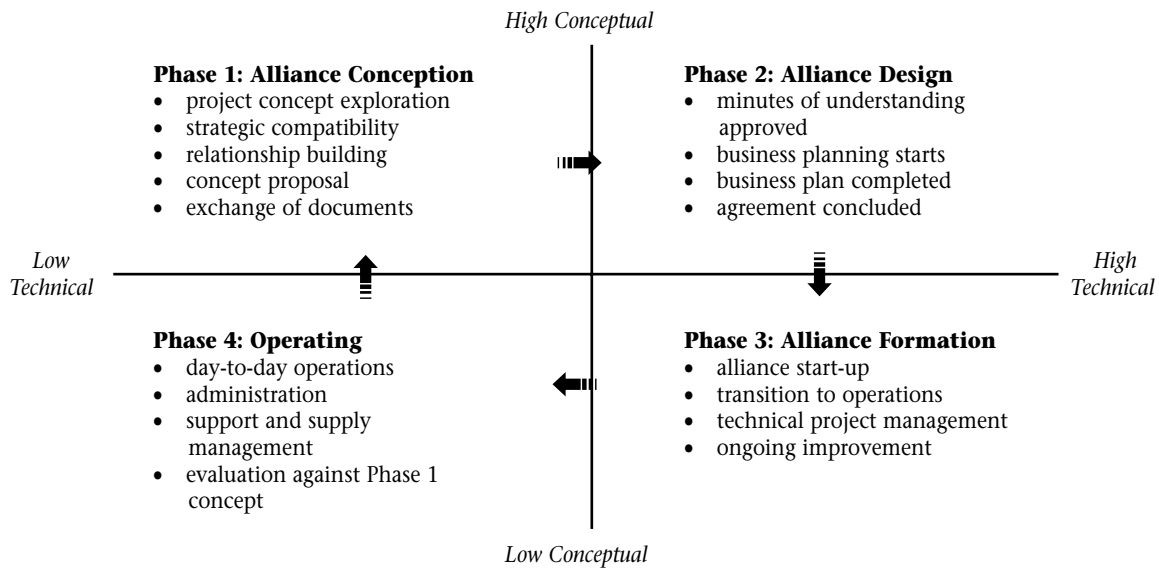 High Conceptual
Phase 1: Alliance Conception
• project concept exploration
• strategic compatibility
• relationship building
• concept proposal
• exchange of documents
Phase 2: Alliance Design
• minutes of understanding
approved
• business planning starts
• business plan completed
• agreement concluded
Low
Technical
High
Technical
Phase 4: Operating
• day-to-day operations
• administration
• support and supply
management
• evaluation against Phase 1
concept
Phase 3: Alliance Formation
• alliance start-up
• transition to operations
• technical project management
• ongoing improvement
Low Conceptual